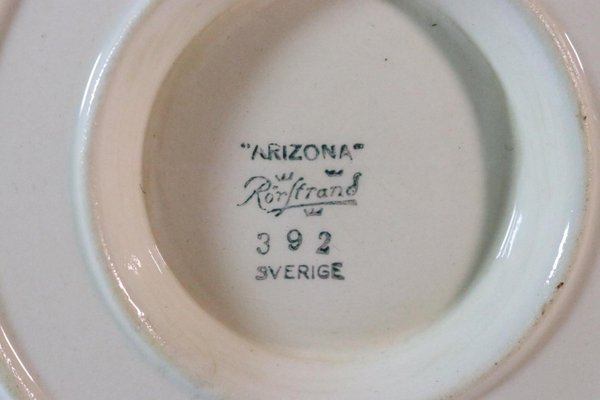 "ARIZONA"
Rörstrand
392
SVERIGE